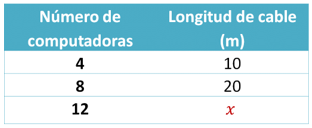 Número de computadoras
Longitud de cable (m)
4 10
8 20
12 x